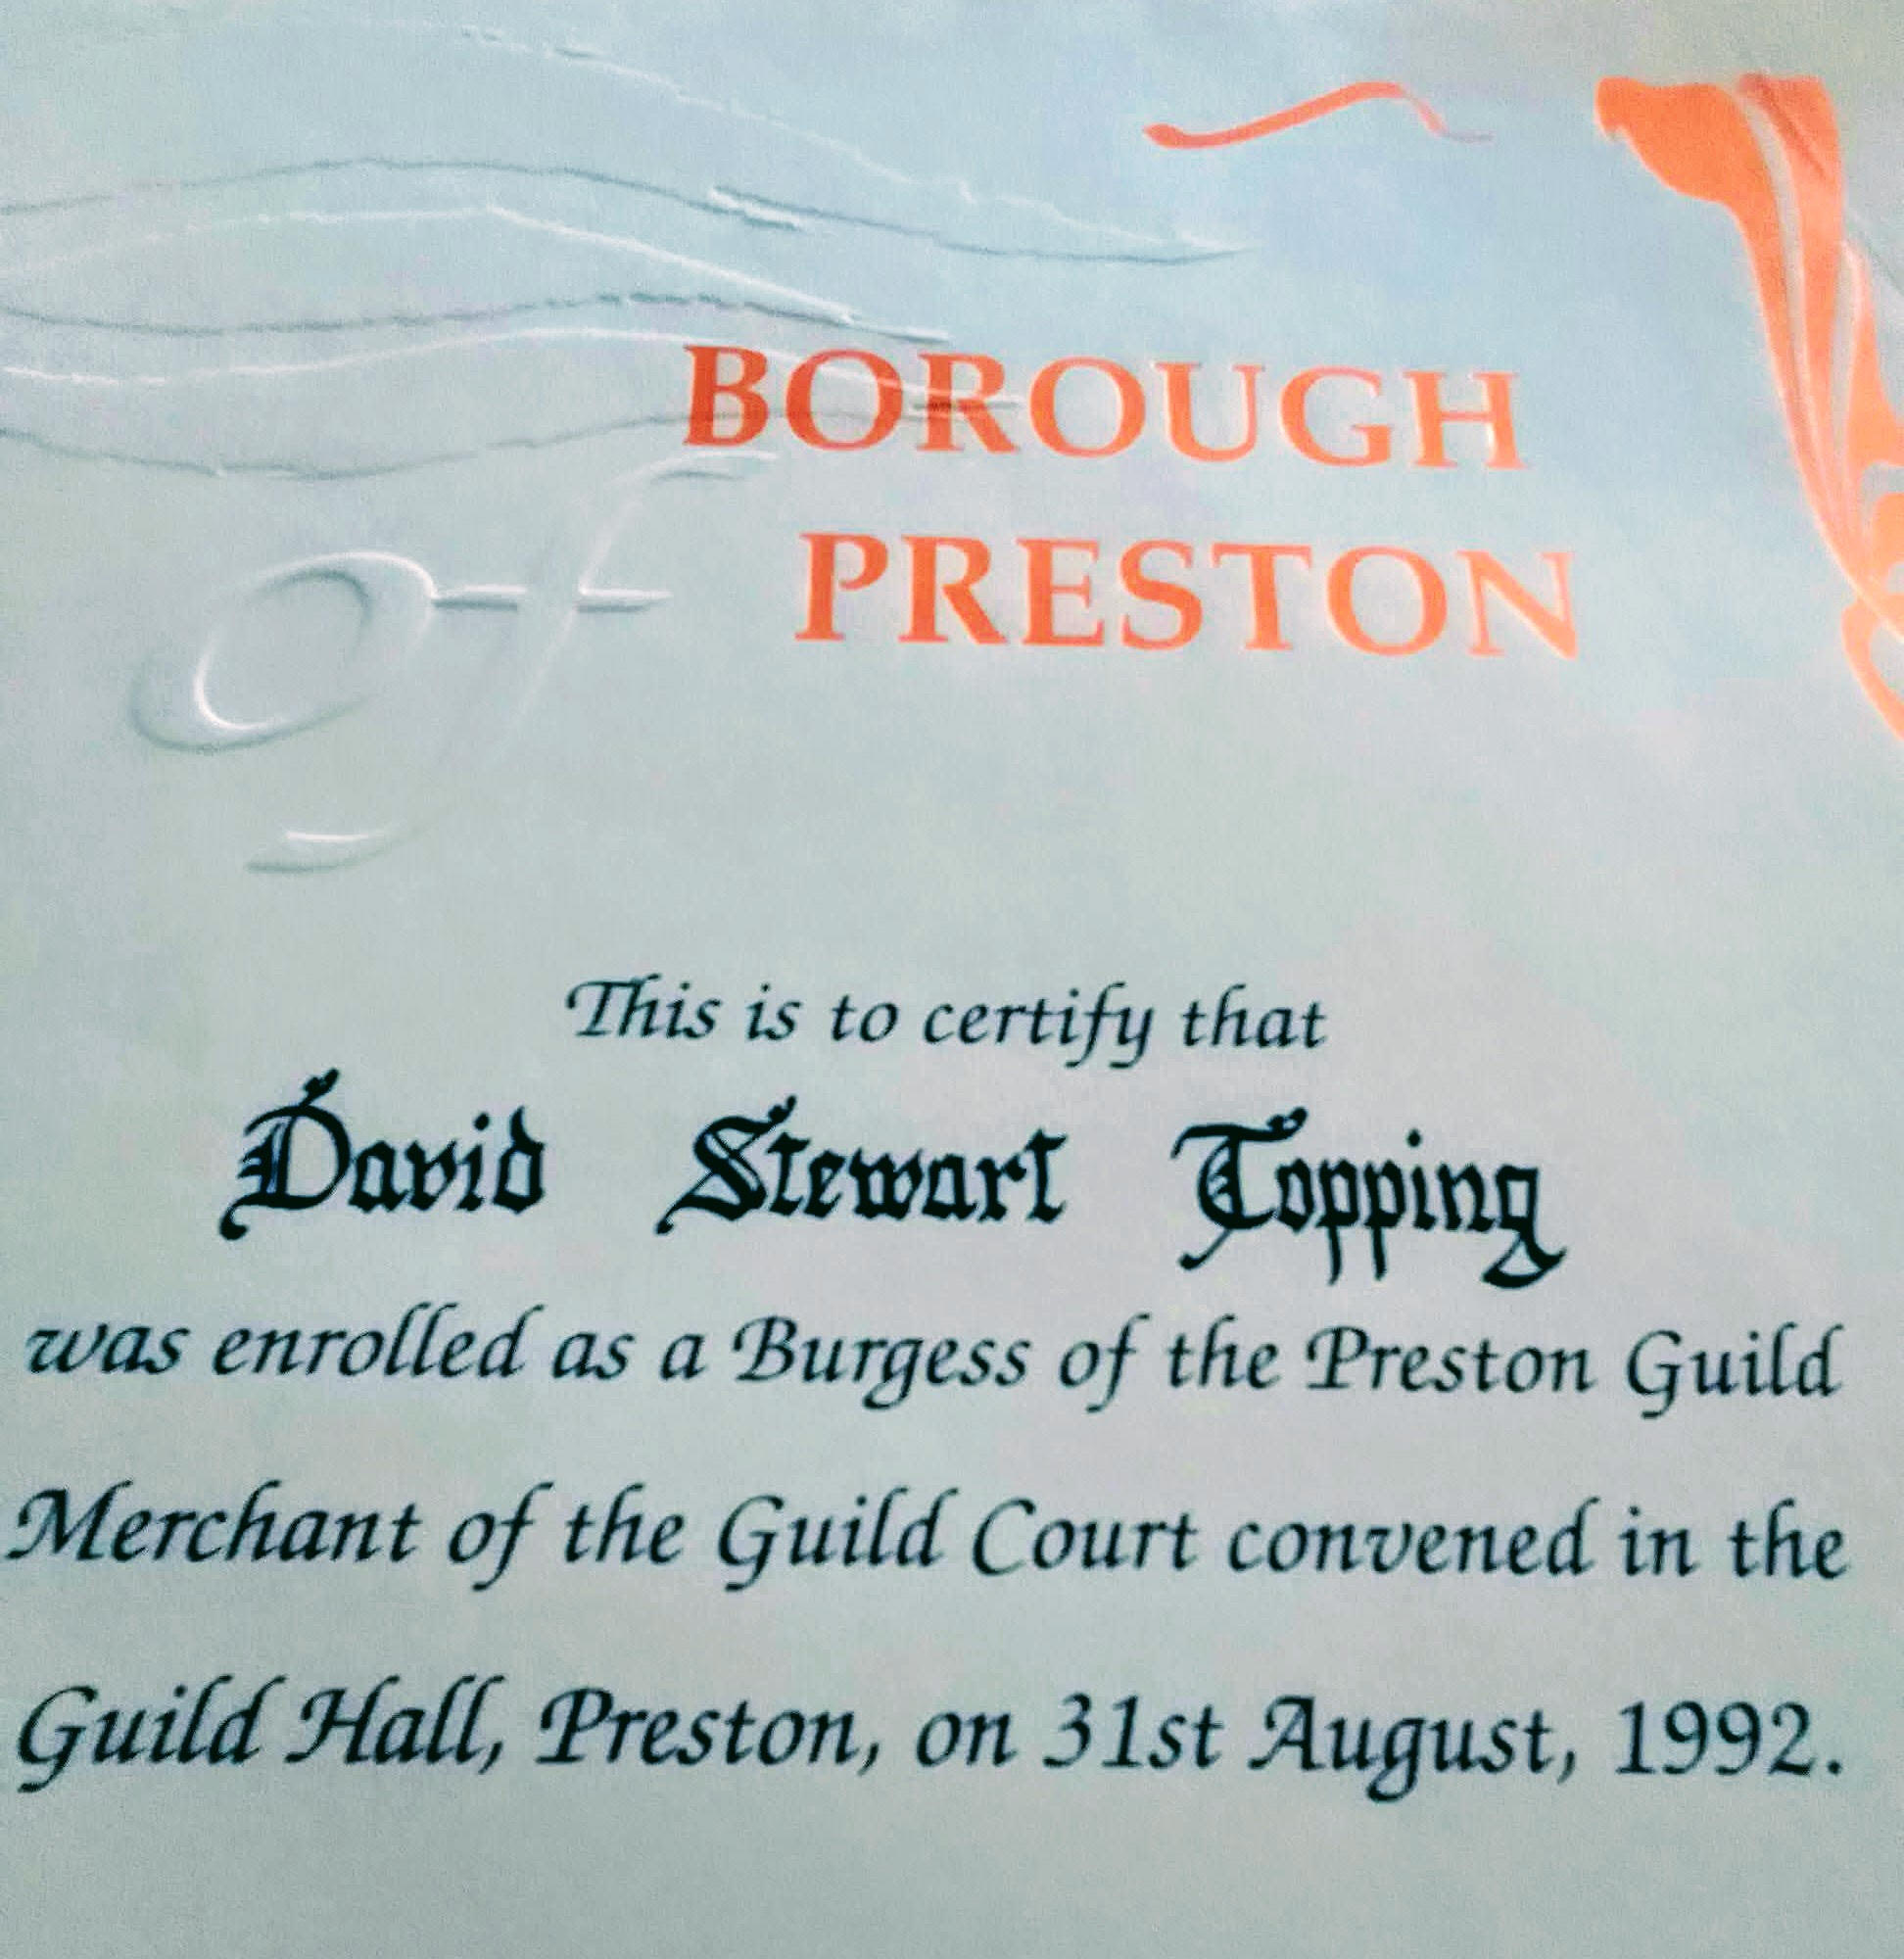 BOROUGH
of PRESTON
This is to certify that
David Stewart Topping
was enrolled as a Burgess of the Preston Guild
Merchant of the Guild Court convened in the
Guild Hall, Preston, on 31st August, 1992.